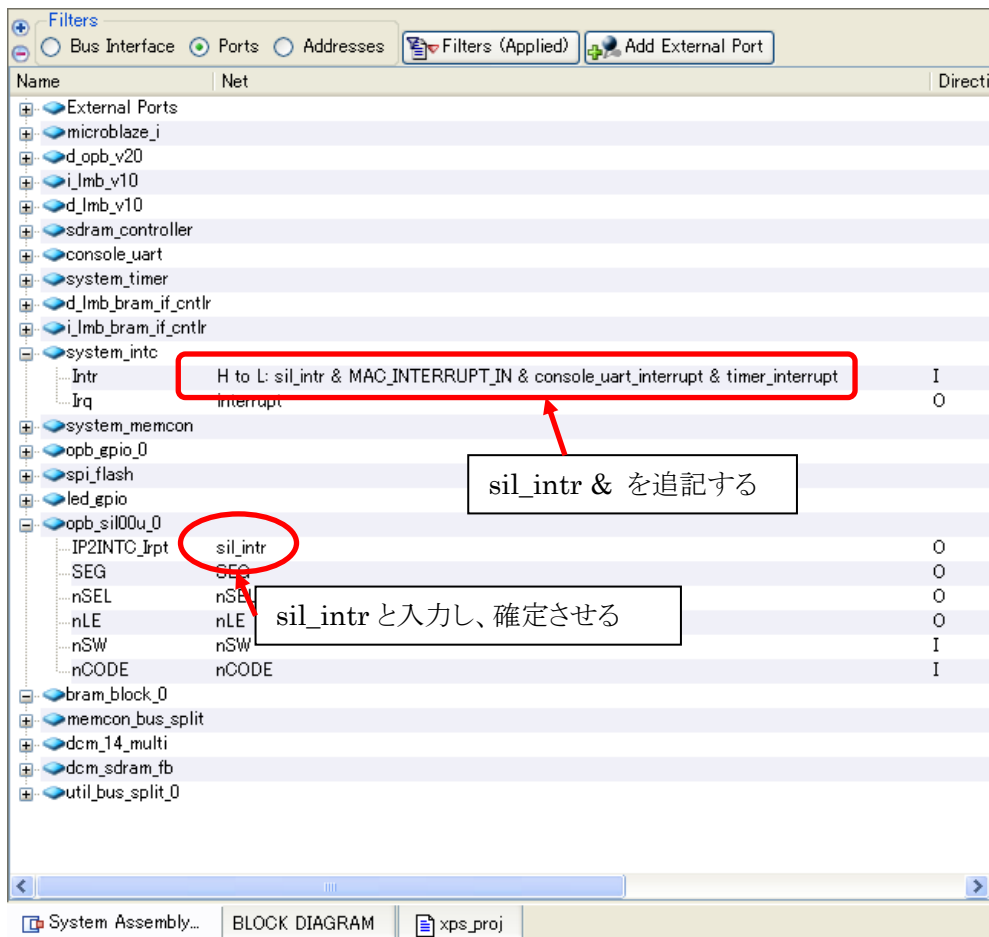 Filters
Bus Interface Ports Addresses Filters (Applied) Add External Port
Name Net Directi
External Ports
microblaze_i
d_opb_v20
i_lmb_v10
d_lmb_v10
sdram_controller
console_uart
system_timer
d_lmb_bram_if_cntlr
i_lmb_bram_if_cntlr
system_intc
Intr H to L: sil_intr & MAC_INTERRUPT_IN & console_uart_interrupt & timer_interrupt I
Irq Interrupt O
system_memcon
opb_gpio_0
spi_flash
sil_intr & を追記する
led_gpio
opb_sil00u_0
IP2INTC_Irpt sil_intr O
SEG SEG O
nSEL nSEL O
sil_intr と入力し、確定させる
nLE nLE O
nSW nSW I
nCODE nCODE I
bram_block_0
memcon_bus_split
dcm_14_multi
dcm_sdram_fb
util_bus_split_0
System Assembly... BLOCK DIAGRAM xps_proj